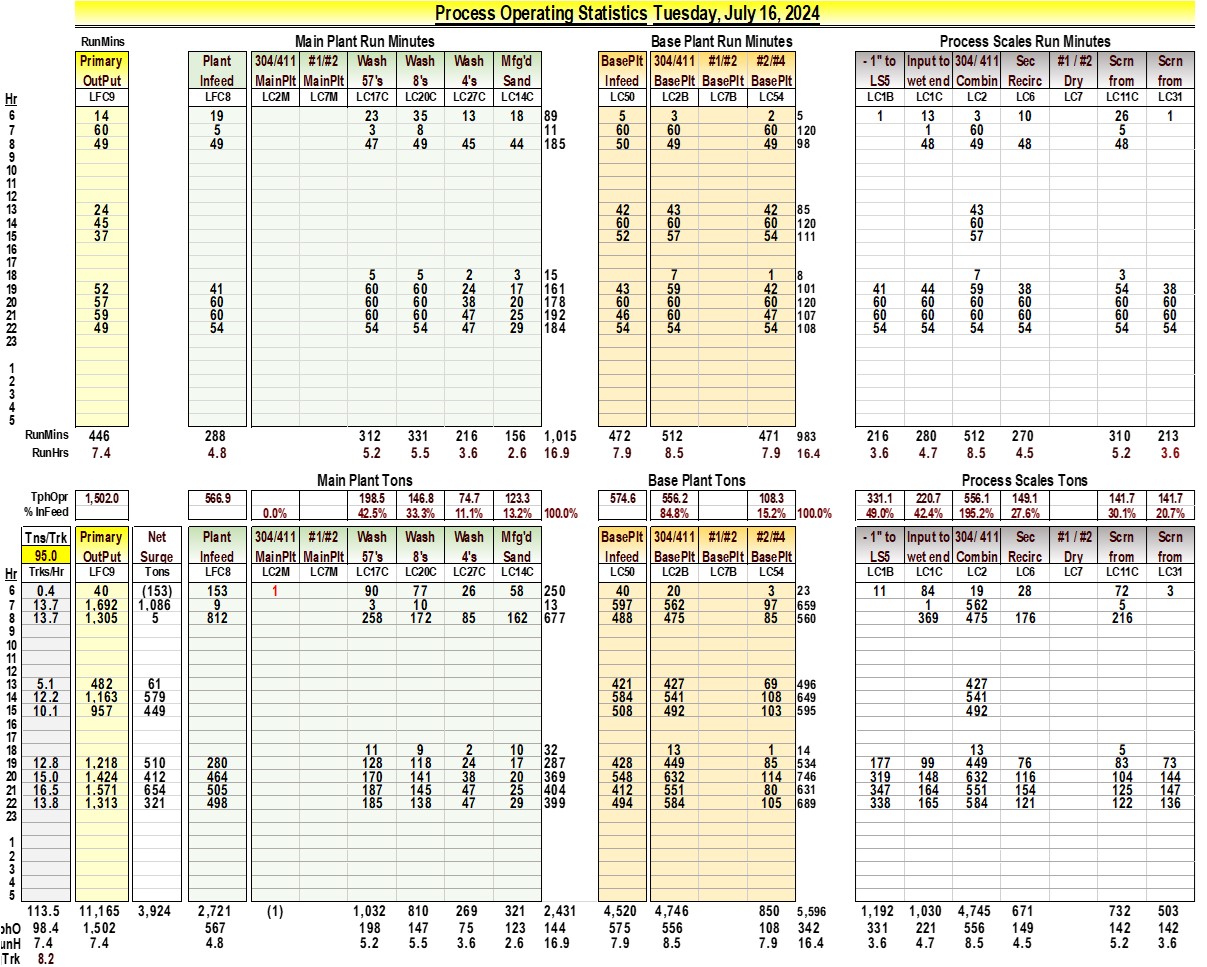 Process Operating Statistics Tuesday, July 16, 2024
RunMins Main Plant Run Minutes Base Plant Run Minutes Process Scales Run Minutes
Primary Plant 304/411 #1/#2 Wash Wash Wash Mfg'd BasePlt 304/411 #1/#2 #2/#4 - 1" to Input to 304/ 411 Sec #1 / #2 Scrn Scrn
OutPut Infeed MainPlt MainPlt 57's 8's 4's Sand Infeed BasePlt BasePlt BasePlt LS5 wet end Combin Recirc Dry from from
Hr LFC9 LFC8 LC2M LC7M LC17C LC20C LC27C LC14C LC50 LC2B LC7B LC54 LC1B LC1C LC2 LC6 LC7 LC11C LC31
6 14 19 23 35 13 18 89 5 3 2 5 1 13 3 10 26 1
7 60 5 3 8 11 60 60 60 120 1 60 5
8 49 49 47 49 45 44 185 50 49 49 98 48 49 48 48
9
10
11
12
13 24 42 43 42 85 43
14 45 60 60 60 120 60
15 37 52 57 54 111 57
16
17
18 5 5 2 3 15 7 1 8 7 3
19 52 41 60 60 24 17 161 43 59 42 101 41 44 59 38 54 38
20 57 60 60 60 38 20 178 60 60 60 120 60 60 60 60 60 60
21 59 60 60 60 47 25 192 46 60 47 107 60 60 60 60 60 60
22 49 54 54 54 47 29 184 54 54 54 108 54 54 54 54 54 54
23
1
2
3
4
5
RunMins 446 288 312 331 216 156 1,015 472 512 471 983 216 280 512 270 310 213
RunHrs 7.4 4.8 5.2 5.5 3.6 2.6 16.9 7.9 8.5 7.9 16.4 3.6 4.7 8.5 4.5 5.2 3.6
Main Plant Tons Base Plant Tons Process Scales Tons
TphOpr 1,502.0 566.9 198.5 146.8 74.7 123.3 574.6 556.2 108.3 331.1 220.7 556.1 149.1 141.7 141.7
% InFeed 0.0% 42.5% 33.3% 11.1% 13.2% 100.0% 84.8% 15.2% 100.0% 49.0% 42.4% 195.2% 27.6% 30.1% 20.7%
Tns/Trk Primary Net Plant 304/411 #1/#2 Wash Wash Wash Mfg'd BasePlt 304/411 #1/#2 #2/#4 - 1" to Input to 304/ 411 Sec #1 / #2 Scrn Scrn
95.0 OutPut Surge Infeed MainPlt MainPlt 57's 8's 4's Sand Infeed BasePlt BasePlt BasePlt LS5 wet end Combin Recirc Dry from from
Hr Trks/Hr LFC9 Tons LFC8 LC2M LC7M LC17C LC20C LC27C LC14C LC50 LC2B LC7B LC54 LC1B LC1C LC2 LC6 LC7 LC11C LC31
6 0.4 40 (153) 153 1 90 77 26 58 250 40 20 3 23 11 84 19 28 72 3
7 13.7 1,692 1,086 9 3 10 13 597 562 97 659 1 562 5
8 13.7 1,305 5 812 258 172 85 162 677 488 475 85 560 369 475 176 216
9
10
11
12
13 5.1 482 61 421 427 69 496 427
14 12.2 1,163 579 584 541 108 649 541
15 10.1 957 449 508 492 103 595 492
16
17
18 11 9 2 10 32 13 1 14 13 5
19 12.8 1,218 510 280 128 118 24 17 287 428 449 85 534 177 99 449 76 83 73
20 15.0 1,424 412 464 170 141 38 20 369 548 632 114 746 319 148 632 116 104 144
21 16.5 1,571 654 505 187 145 47 25 404 412 551 80 631 347 164 551 154 125 147
22 13.8 1,313 321 498 185 138 47 29 399 494 584 105 689 338 165 584 121 122 136
23
1
2
3
4
5
113.5 11,165 3,924 2,721 (1) 1,032 810 269 321 2,431 4,520 4,746 850 5,596 1,192 1,030 4,745 671 732 503
phO 98.4 1,502 567 198 147 75 123 144 575 556 108 342 331 221 556 149 142 142
unH 7.4 7.4 4.8 5.2 5.5 3.6 2.6 16.9 7.9 8.5 7.9 16.4 3.6 4.7 8.5 4.5 5.2 3.6
Trk 8.2